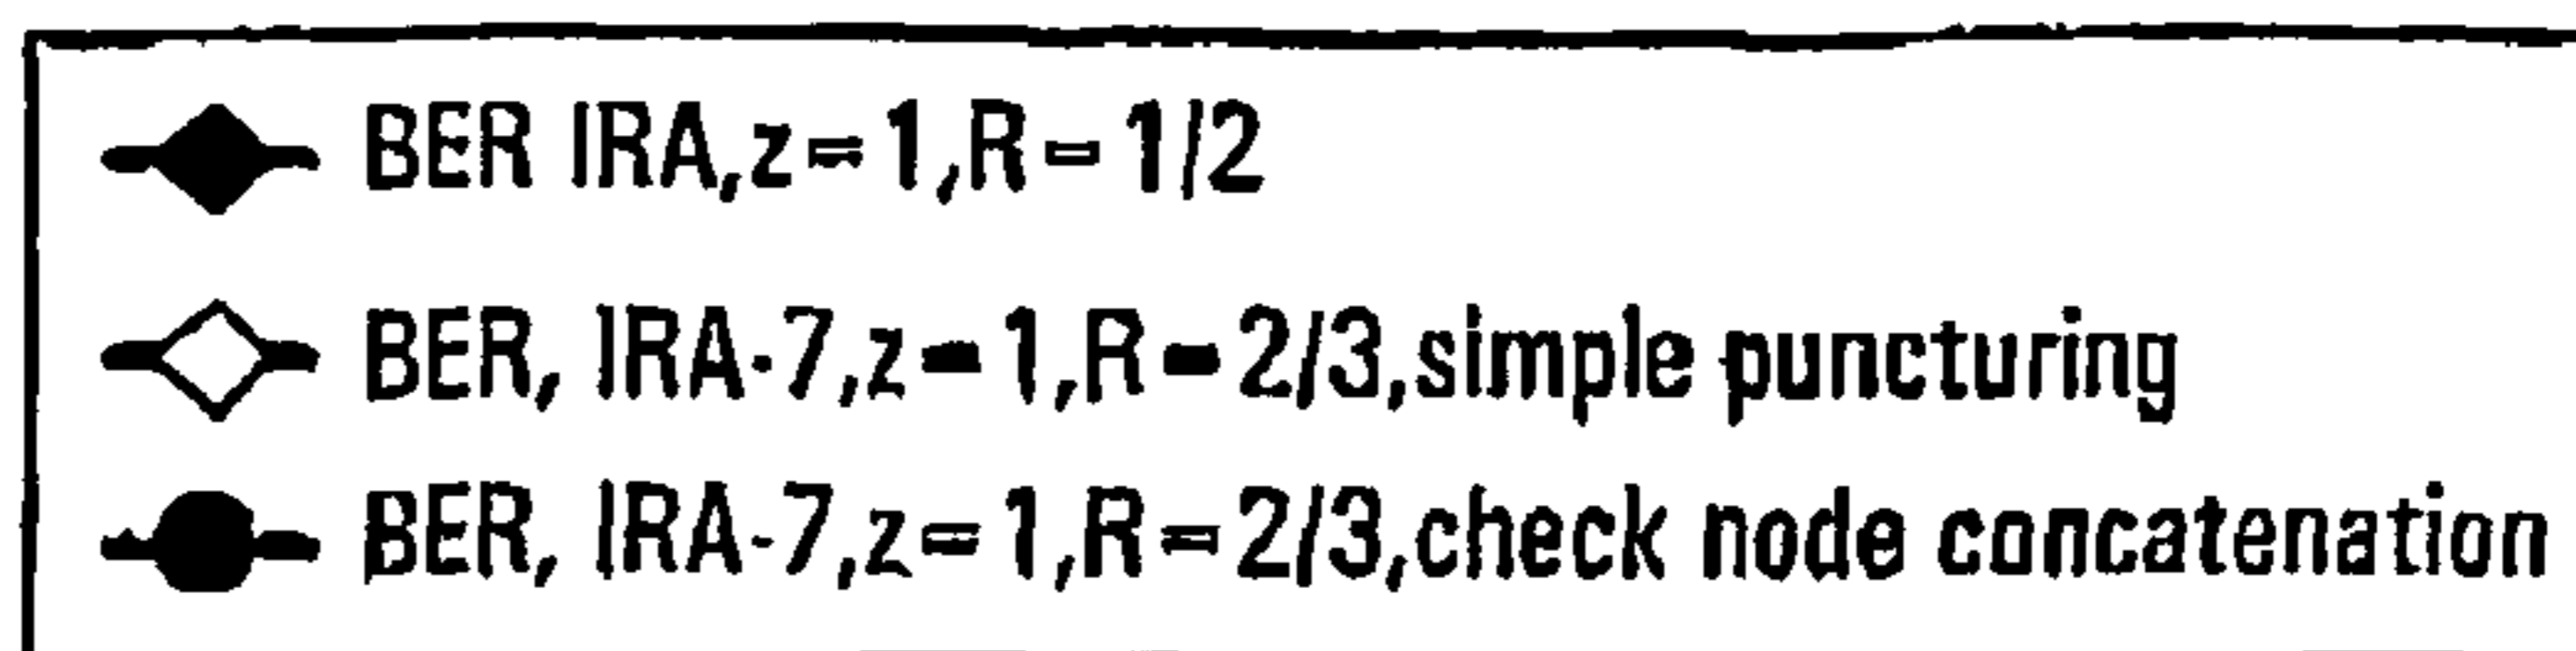 BER IRA,z=1,R=1/2
BER, IRA-7,z=1,R=2/3,simple puncturing
BER, IRA-7,z=1,R=2/3,check node concatenation